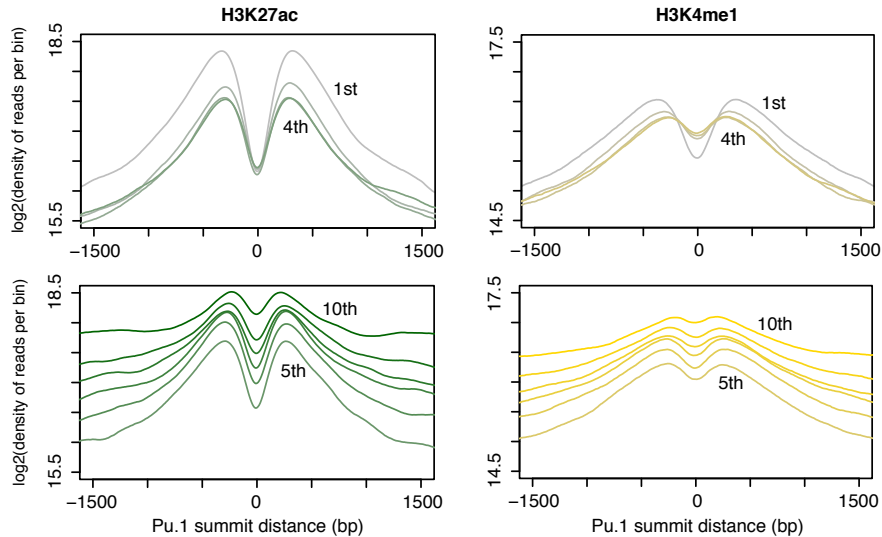 H3K27ac
H3K4me1
log2(density of reads per bin)
18.5
15.5
1st
4th
−1500
0
1500
17.5
14.5
1st
4th
−1500
0
1500
log2(density of reads per bin)
18.5
15.5
10th
5th
−1500
0
1500
Pu.1 summit distance (bp)
17.5
14.5
10th
5th
−1500
0
1500
Pu.1 summit distance (bp)